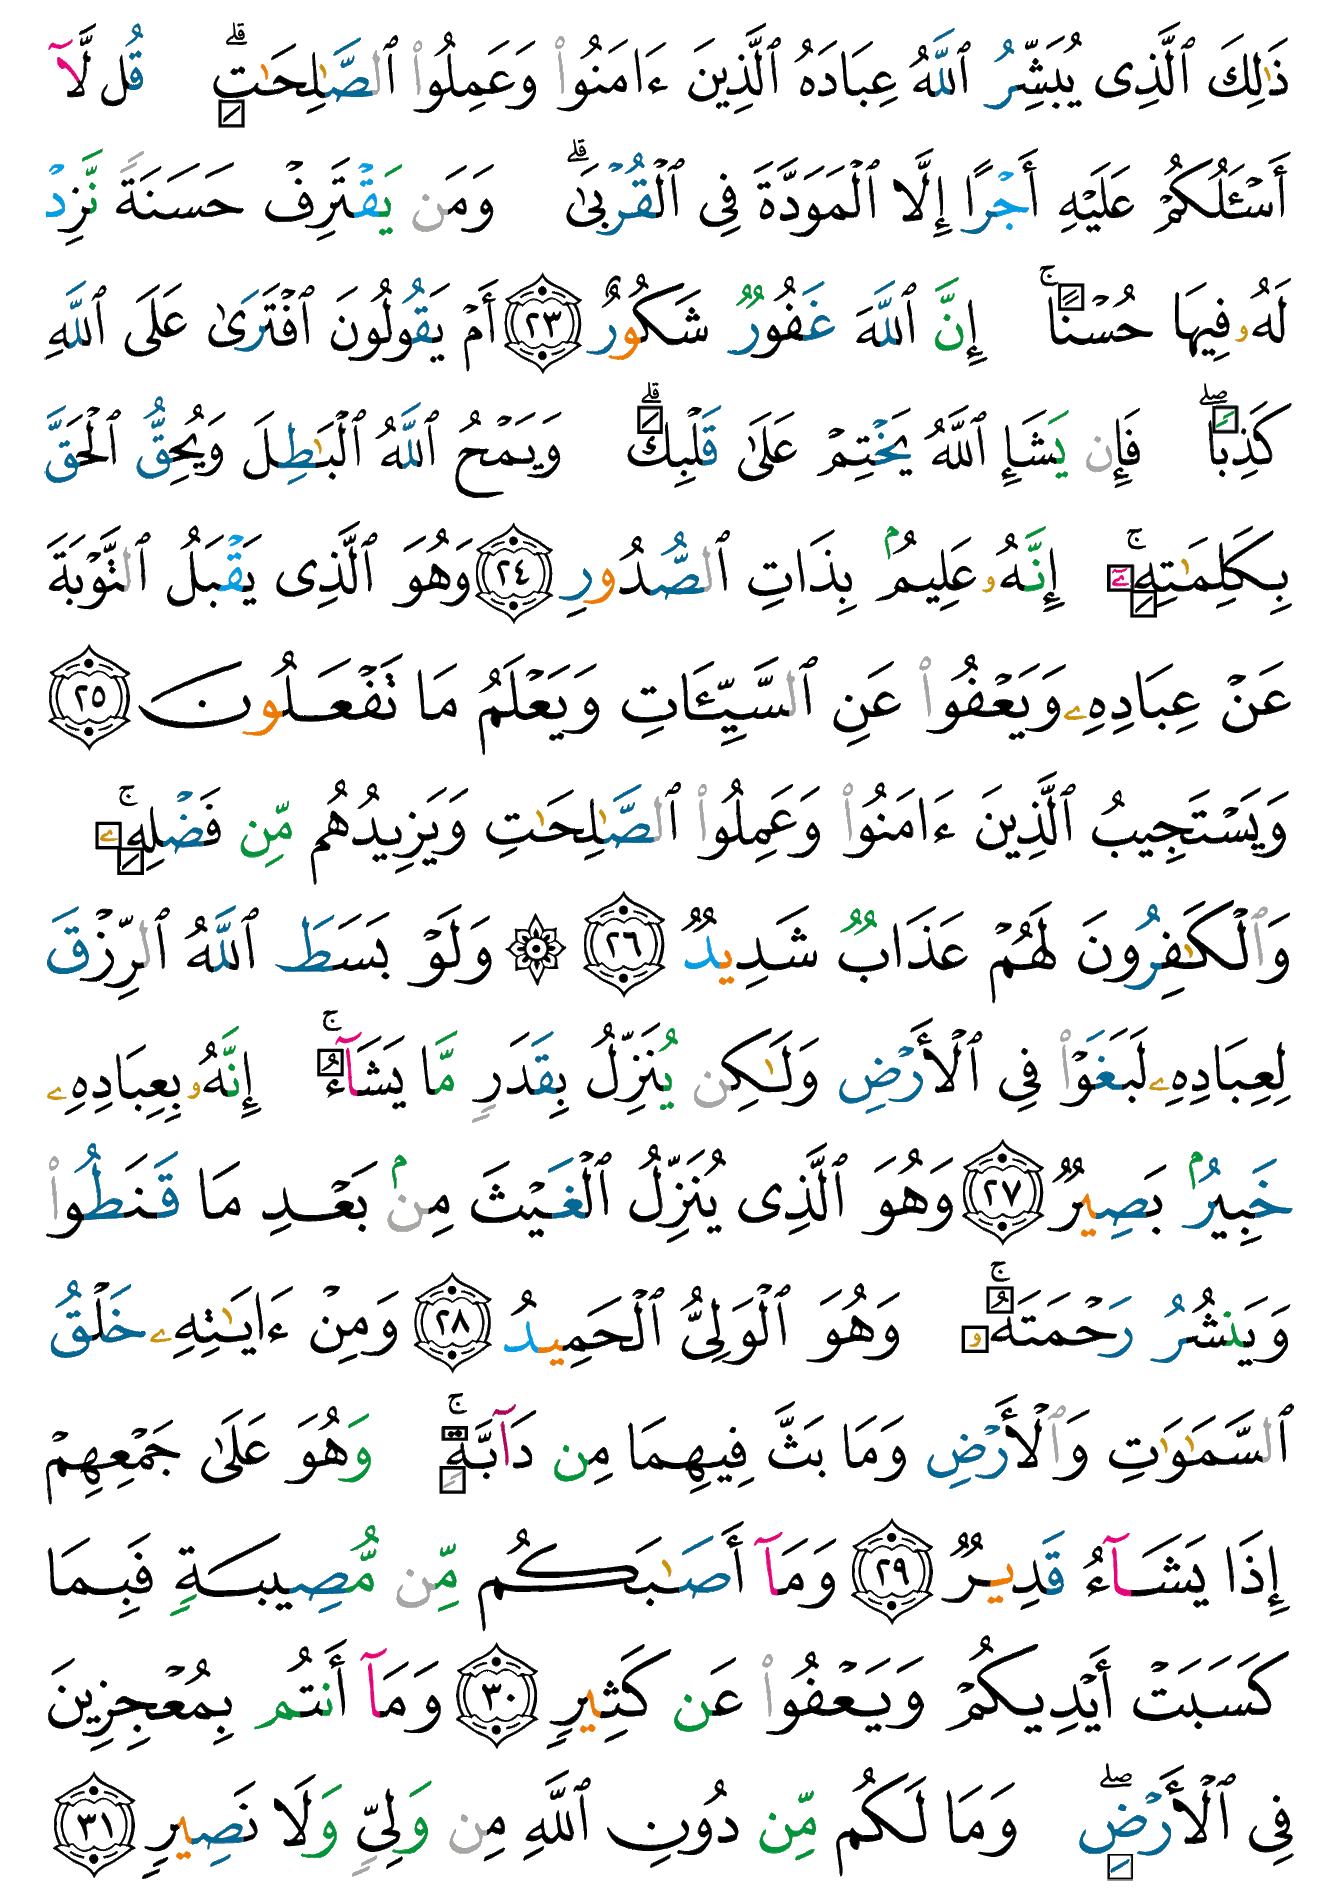 ذَٰلِكَ ٱلَّذِى يُبَشِّرُ ٱللَّهُ عِبَادَهُ ٱلَّذِينَ ءَامَنُوا۟ وَعَمِلُوا۟ ٱلصَّـٰلِحَـٰتِ ۗ قُل لَّآ
أَسْـَٔلُكُمْ عَلَيْهِ أَجْرًا إِلَّا ٱلْمَوَدَّةَ فِى ٱلْقُرْبَىٰ ۗ وَمَن يَقْتَرِفْ حَسَنَةً نَّزِدْ
لَهُۥ فِيهَا حُسْنًا ۚ إِنَّ ٱللَّهَ غَفُورٌ شَكُورٌ ٢٣ أَمْ يَقُولُونَ ٱفْتَرَىٰ عَلَى ٱللَّهِ
كَذِبًا ۖ فَإِن يَشَإِ ٱللَّهُ يَخْتِمْ عَلَىٰ قَلْبِكَ ۗ وَيَمْحُ ٱللَّهُ ٱلْبَـٰطِلَ وَيُحِقُّ ٱلْحَقَّ
بِكَلِمَـٰتِهِۦٓ ۚ إِنَّهُۥ عَلِيمٌۢ بِذَاتِ ٱلصُّدُورِ ٢٤ وَهُوَ ٱلَّذِى يَقْبَلُ ٱلتَّوْبَةَ
عَنْ عِبَادِهِۦ وَيَعْفُوا۟ عَنِ ٱلسَّيِّـَٔاتِ وَيَعْلَمُ مَا تَفْعَلُونَ ٢٥
وَيَسْتَجِيبُ ٱلَّذِينَ ءَامَنُوا۟ وَعَمِلُوا۟ ٱلصَّـٰلِحَـٰتِ وَيَزِيدُهُم مِّن فَضْلِهِۦ ۚ
وَٱلْكَـٰفِرُونَ لَهُمْ عَذَابٌ شَدِيدٌ ٢٦ ۞ وَلَوْ بَسَطَ ٱللَّهُ ٱلرِّزْقَ
لِعِبَادِهِۦ لَبَغَوْا۟ فِى ٱلْأَرْضِ وَلَـٰكِن يُنَزِّلُ بِقَدَرٍ مَّا يَشَآءُ ۚ إِنَّهُۥ بِعِبَادِهِۦ
خَبِيرٌۢ بَصِيرٌ ٢٧ وَهُوَ ٱلَّذِى يُنَزِّلُ ٱلْغَيْثَ مِنۢ بَعْدِ مَا قَنَطُوا۟
وَيَنشُرُ رَحْمَتَهُۥ ۚ وَهُوَ ٱلْوَلِىُّ ٱلْحَمِيدُ ٢٨ وَمِنْ ءَايَـٰتِهِۦ خَلْقُ
ٱلسَّمَـٰوَٰتِ وَٱلْأَرْضِ وَمَا بَثَّ فِيهِمَا مِن دَآبَّةٍ ۚ وَهُوَ عَلَىٰ جَمْعِهِمْ
إِذَا يَشَآءُ قَدِيرٌ ٢٩ وَمَآ أَصَـٰبَكُم مِّن مُّصِيبَةٍ فَبِمَا
كَسَبَتْ أَيْدِيكُمْ وَيَعْفُوا۟ عَن كَثِيرٍ ٣٠ وَمَآ أَنتُم بِمُعْجِزِينَ
فِى ٱلْأَرْضِ ۖ وَمَا لَكُم مِّن دُونِ ٱللَّهِ مِن وَلِىٍّ وَلَا نَصِيرٍ ٣١